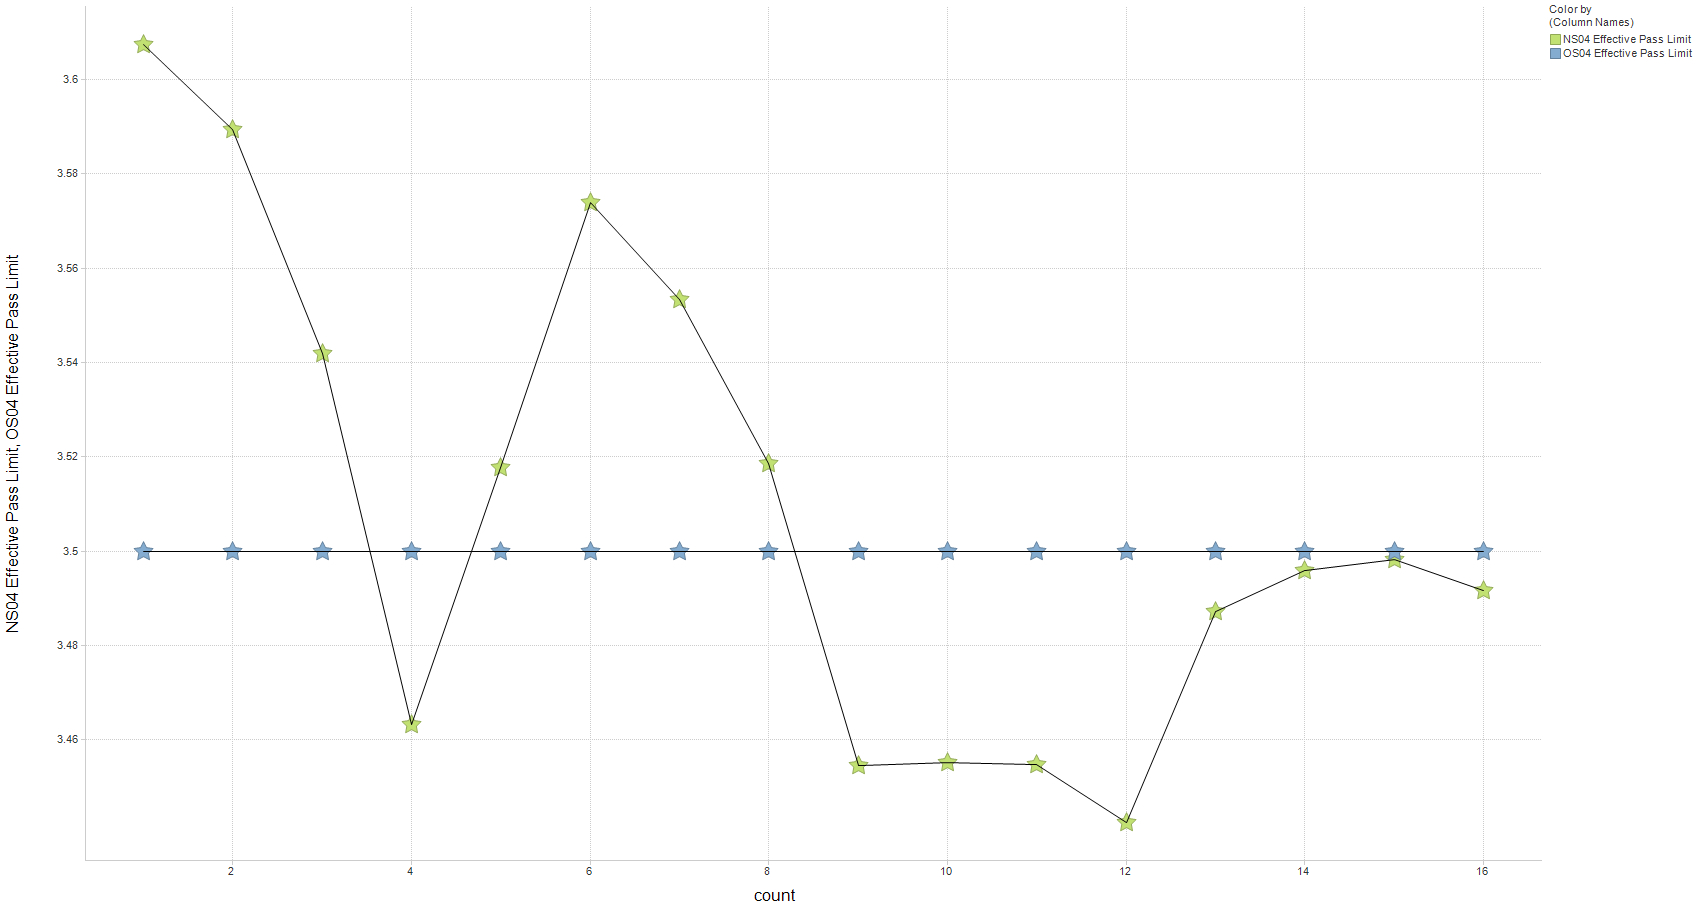 Color by
(Column Names)
NS04 Effective Pass Limit
OS04 Effective Pass Limit
NS04 Effective Pass Limit, OS04 Effective Pass Limit
3.6
3.58
3.56
3.54
3.52
3.5
3.48
3.46
2
4
6
8
10
12
14
16
count